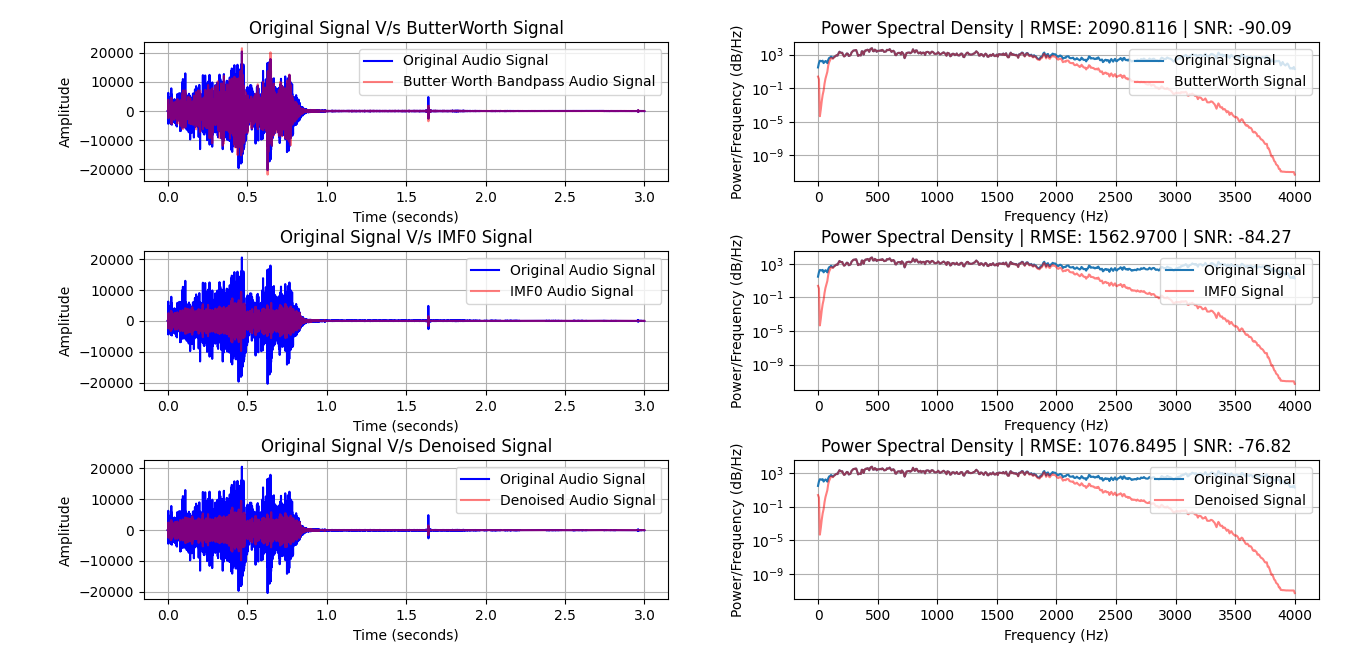 Original Signal V/s ButterWorth Signal
20000
10000
0
−10000
−20000
Amplitude
Original Audio Signal
Butter Worth Bandpass Audio Signal
0.0 0.5 1.0 1.5 2.0 2.5 3.0
Time (seconds)
Power Spectral Density | RMSE: 2090.8116 | SNR: -90.09
10³
10⁻¹
10⁻⁵
10⁻⁹
Power/Frequency (dB/Hz)
Original Signal
ButterWorth Signal
0 500 1000 1500 2000 2500 3000 3500 4000
Frequency (Hz)
Original Signal V/s IMF0 Signal
20000
10000
0
−10000
−20000
Amplitude
Original Audio Signal
IMF0 Audio Signal
0.0 0.5 1.0 1.5 2.0 2.5 3.0
Time (seconds)
Power Spectral Density | RMSE: 1562.9700 | SNR: -84.27
10³
10⁻¹
10⁻⁵
10⁻⁹
Power/Frequency (dB/Hz)
Original Signal
IMF0 Signal
0 500 1000 1500 2000 2500 3000 3500 4000
Frequency (Hz)
Original Signal V/s Denoised Signal
20000
10000
0
−10000
−20000
Amplitude
Original Audio Signal
Denoised Audio Signal
0.0 0.5 1.0 1.5 2.0 2.5 3.0
Time (seconds)
Power Spectral Density | RMSE: 1076.8495 | SNR: -76.82
10³
10⁻¹
10⁻⁵
10⁻⁹
Power/Frequency (dB/Hz)
Original Signal
Denoised Signal
0 500 1000 1500 2000 2500 3000 3500 4000
Frequency (Hz)